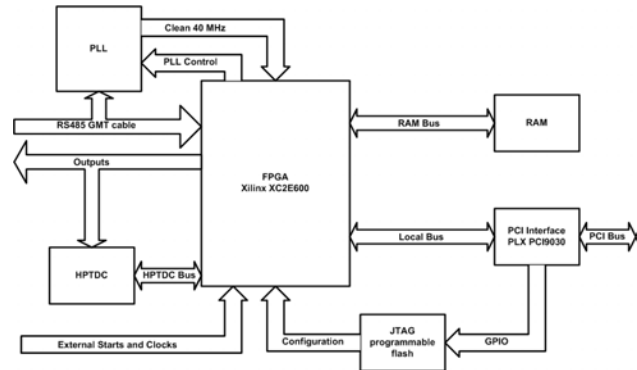 PLL
Clean 40 MHz
PLL Control
RS485 GMT cable
RAM Bus
RAM
Outputs
FPGA
Xilinx XC2E600
PCI Interface
PLX PCI9030
PCI Bus
Local Bus
HPTDC
HPTDC Bus
External Starts and Clocks
Configuration
JTAG
programmable
flash
GPIO